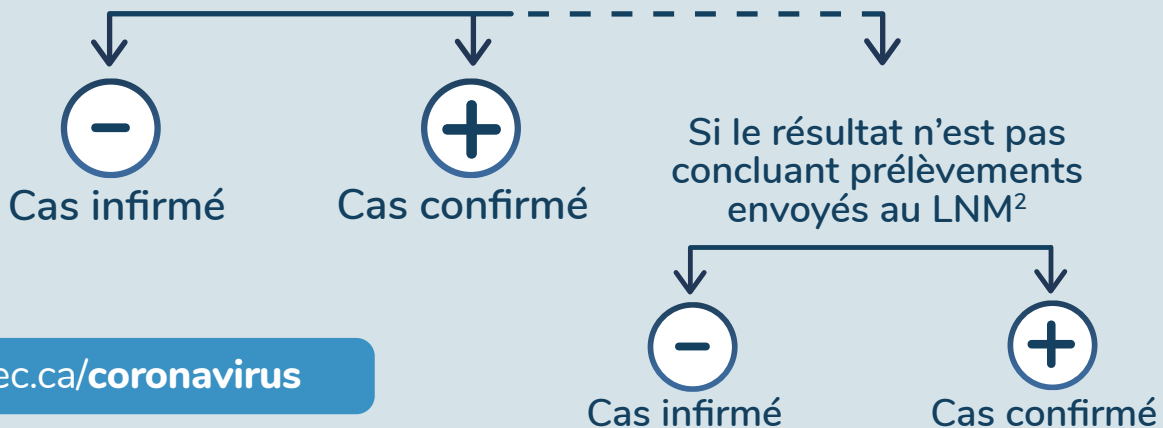 Cas infirmé
Cas confirmé
Si le résultat n'est pas
concluant prélèvements
envoyés au LNM²
ec.ca/coronavirus
Cas infirmé
Cas confirmé